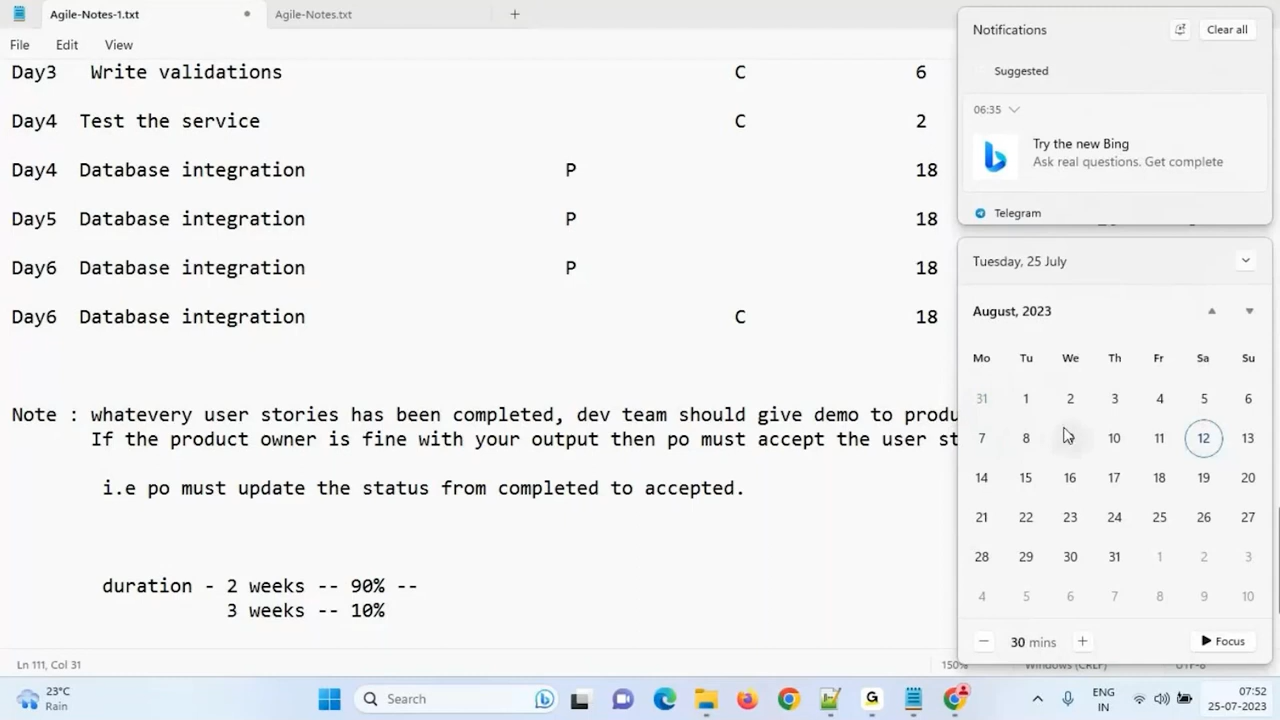 Agile-Notes-1.txt
Agile-Notes.txt
File Edit View
Day3 Write validations C 6
Day4 Test the service C 2
Day4 Database integration P 18
Day5 Database integration P 18
Day6 Database integration P 18
Day6 Database integration C 18
Note : whatevery user stories has been completed, dev team should give demo to produ
If the product owner is fine with your output then po must accept the user st
i.e po must update the status from completed to accepted.
duration - 2 weeks -- 90% --
3 weeks -- 10%
Ln 111, Col 31
150%
Notifications
Clear all
Suggested
06:35
Try the new Bing
Ask real questions. Get complete
Telegram
Tuesday, 25 July
August, 2023
Mo Tu We Th Fr Sa Su
31 1 2 3 4 5 6
7 8 10 11 12 13
14 15 16 17 18 19 20
21 22 23 24 25 26 27
28 29 30 31 1 2 3
4 5 6 7 8 9 10
30 mins
Focus
23°C
Rain
Search
ENG
IN
07:52
25-07-2023